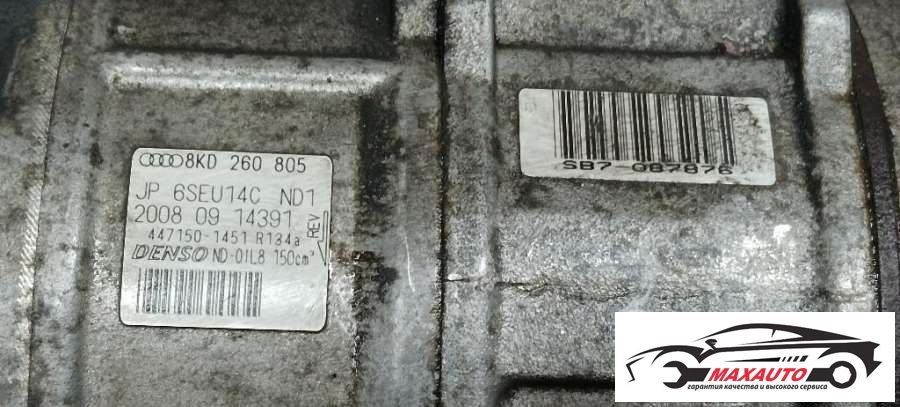 8KD 260 805
JP 6SEU14C ND1
2008 09 14391
REV
447150-1451 R134a
DENSO ND-OIL8 150cm³
SB7 087876
MAXAUTO
гарантия качества и высокого сервиса